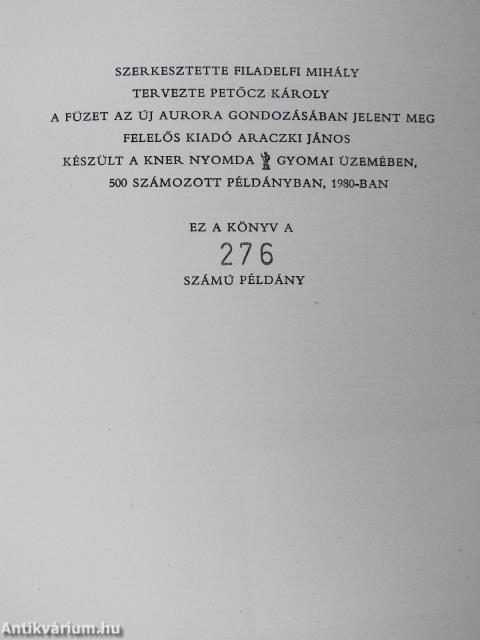 SZERKESZTETTE FILADELFI MIHÁLY
TERVEZTE PETŐCZ KÁROLY
A FÜZET AZ ÚJ AURORA GONDOZÁSÁBAN JELENT MEG
FELELŐS KIADÓ ARACZKI JÁNOS
KÉSZÜLT A KNER NYOMDA GYOMAI ÜZEMÉBEN,
500 SZÁMOZOTT PÉLDÁNYBAN, 1980-BAN
EZ A KÖNYV A
276
SZÁMÚ PÉLDÁNY
Antikvárium.hu